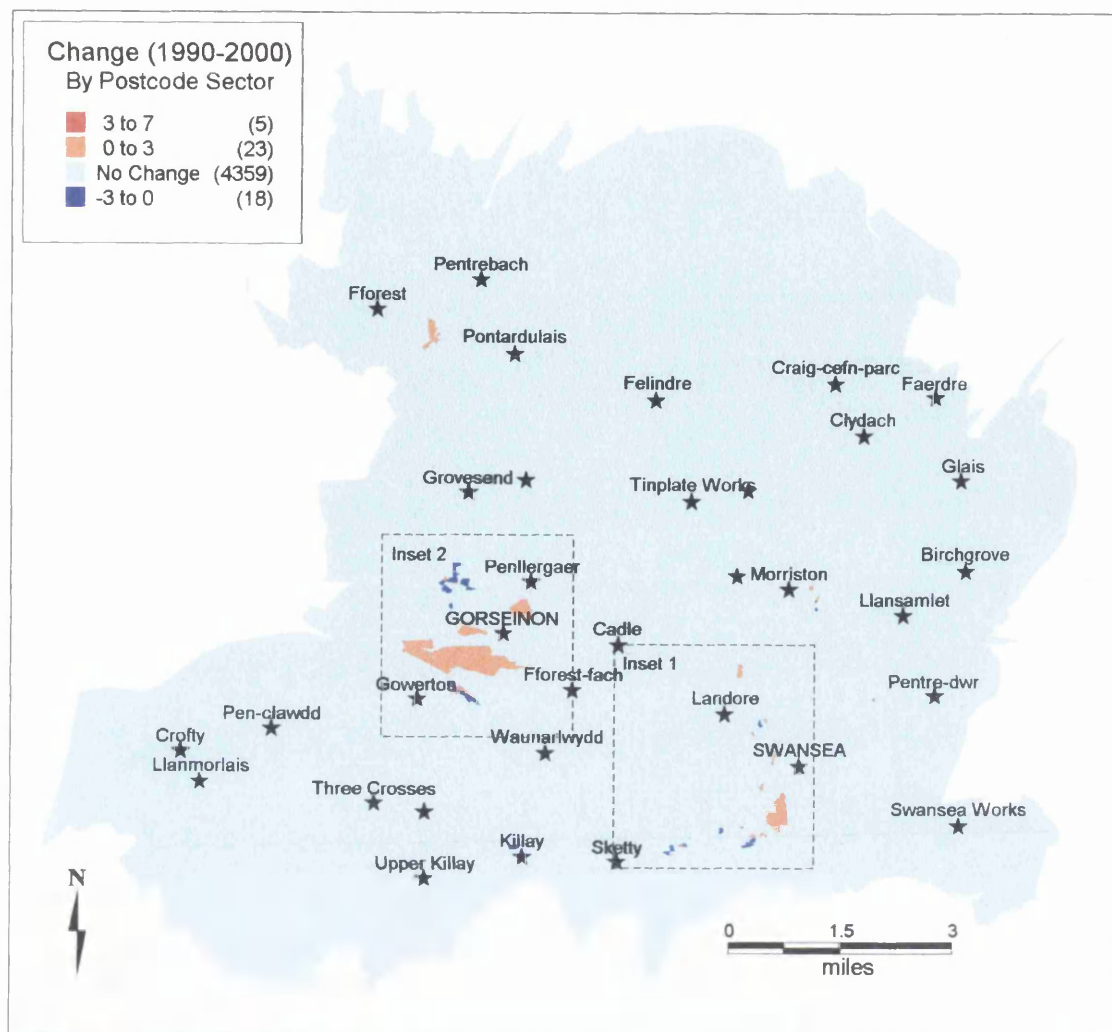 Change (1990-2000)
By Postcode Sector
3 to 7 (5)
0 to 3 (23)
No Change (4359)
-3 to 0 (18)
Pentrebach
Fforest
Pontardulais
Craig-cefn-parc
Felindre
Faerdre
Clydach
Glais
Grovesend
Tinplate Works
Inset 2
Penllergaer
Birchgrove
Morriston
Llansamlet
GORSEINON
Cadle
Inset 1
Fforest-fach
Gowerton
Pentre-dwr
Landore
Pen-clawdd
Crofty
Waunarlwydd
SWANSEA
Llanmorlais
Three Crosses
Swansea Works
Killay
Sketty
Upper Killay
N
0 1.5 3
miles